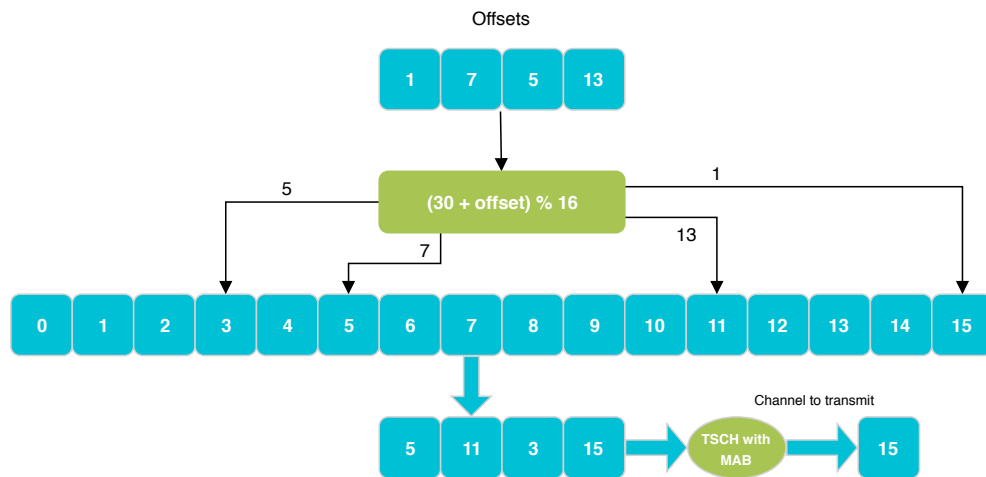 Offsets
1 7 5 13
(30 + offset) % 16
5
1
7
13
0 1 2 3 4 5 6 7 8 9 10 11 12 13 14 15
Channel to transmit
5 11 3 15
TSCH with
MAB
15